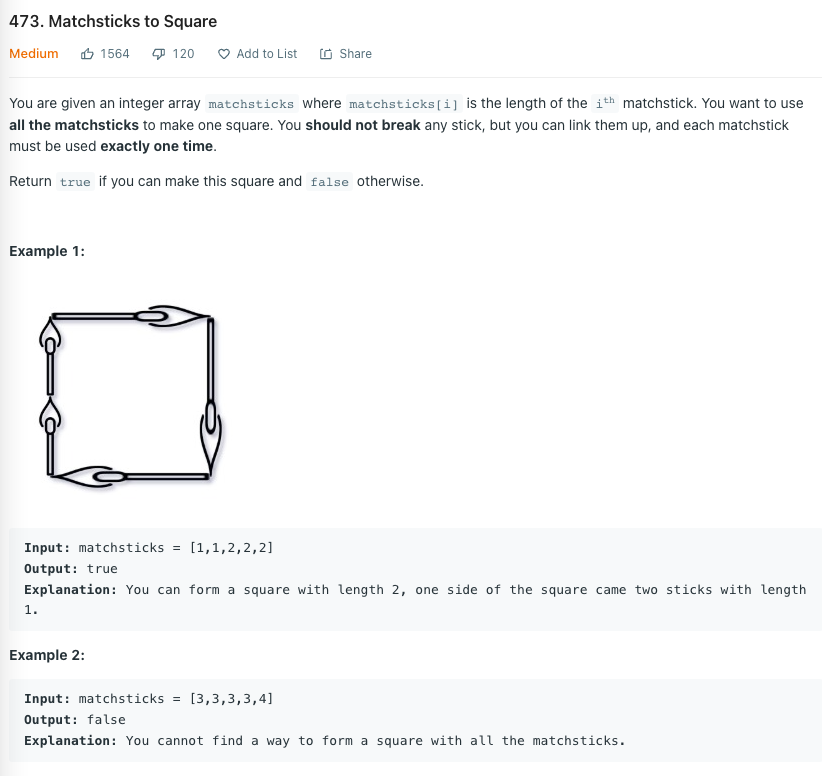 473. Matchsticks to Square
Medium 1564 120 Add to List Share
You are given an integer array matchsticks where matchsticks[i] is the length of the ith matchstick. You want to use
all the matchsticks to make one square. You should not break any stick, but you can link them up, and each matchstick
must be used exactly one time.
Return true if you can make this square and false otherwise.
Example 1:
Input: matchsticks = [1,1,2,2,2]
Output: true
Explanation: You can form a square with length 2, one side of the square came two sticks with length
1.
Example 2:
Input: matchsticks = [3,3,3,3,4]
Output: false
Explanation: You cannot find a way to form a square with all the matchsticks.